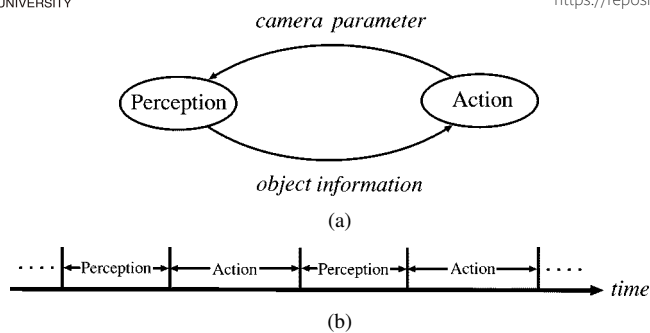 UNIVERSITY
camera parameter
Perception
Action
object information
(a)
Perception Action Perception Action
time
(b)